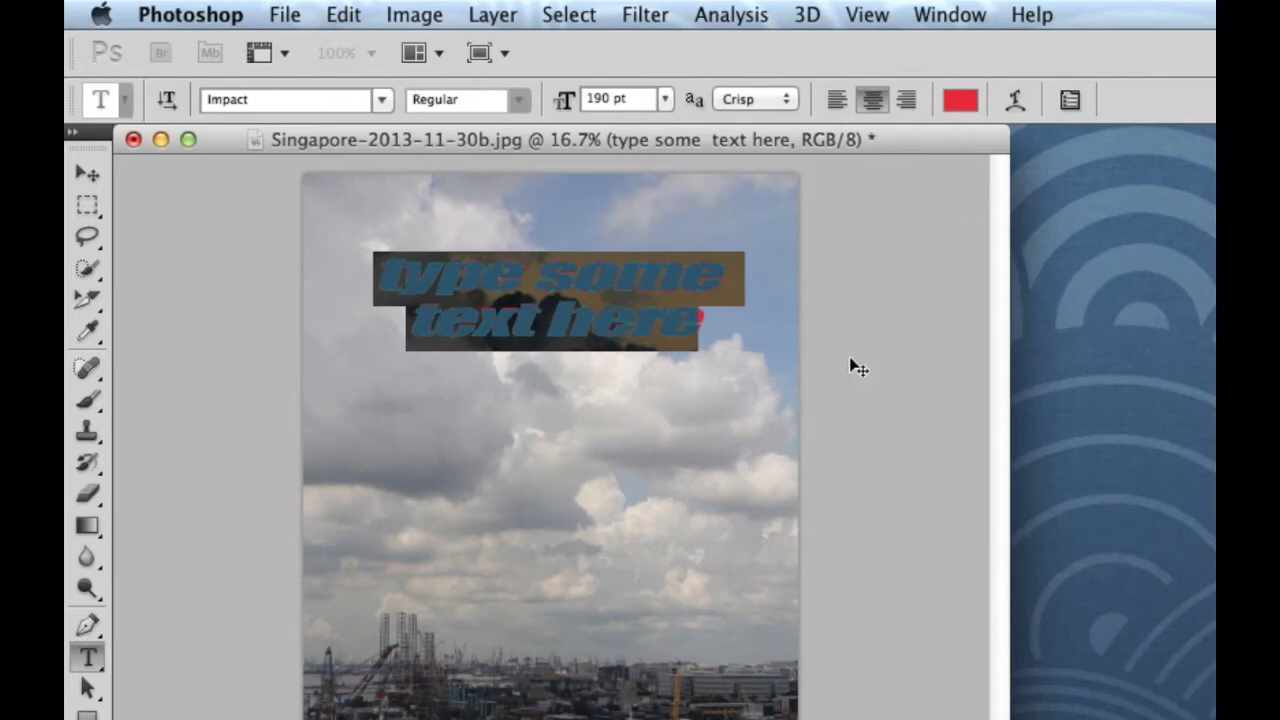 Photoshop File Edit Image Layer Select Filter Analysis 3D View Window Help
Ps Br Mb 100%
T T Impact Regular 190 pt aa Crisp
Singapore-2013-11-30b.jpg @ 16.7% (type some text here, RGB/8) *
type some
text here
T